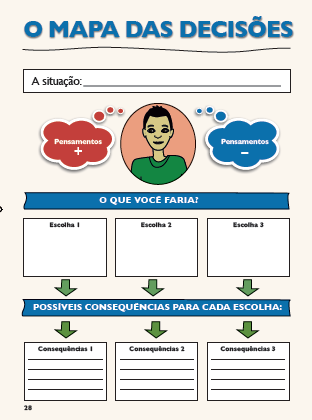 O MAPA DAS DECISÕES
A situação:
Pensamentos
+
Pensamentos
–
O QUE VOCÊ FARIA?
Escolha 1
Escolha 2
Escolha 3
POSSÍVEIS CONSEQUÊNCIAS PARA CADA ESCOLHA:
Consequências 1
Consequências 2
Consequências 3
28